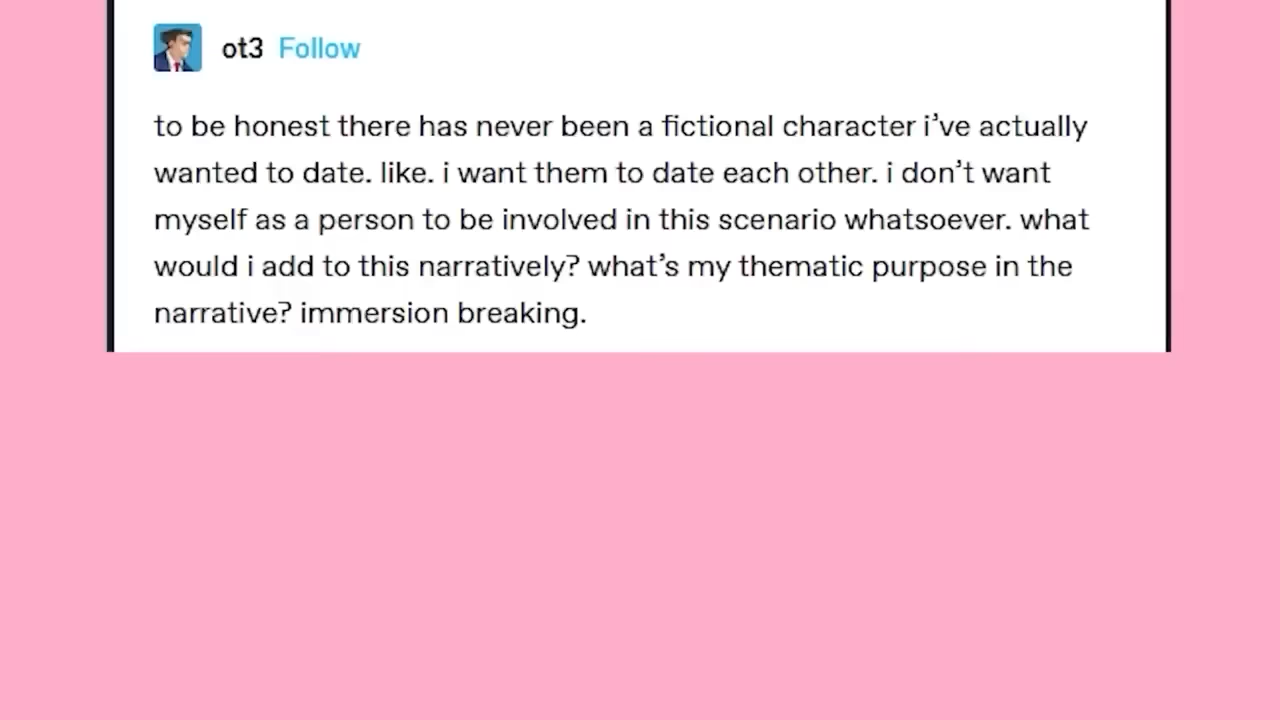 ot3 Follow
to be honest there has never been a fictional character i’ve actually
wanted to date. like. i want them to date each other. i don’t want
myself as a person to be involved in this scenario whatsoever. what
would i add to this narratively? what’s my thematic purpose in the
narrative? immersion breaking.